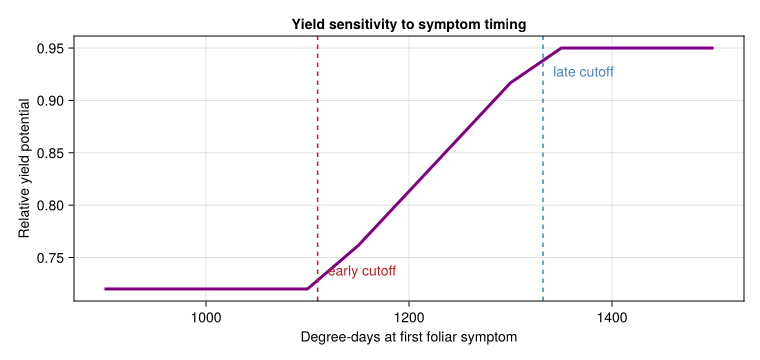 Yield sensitivity to symptom timing
Relative yield potential
0.95
0.90
0.85
0.80
0.75
late cutoff
early cutoff
1000
1200
1400
Degree-days at first foliar symptom